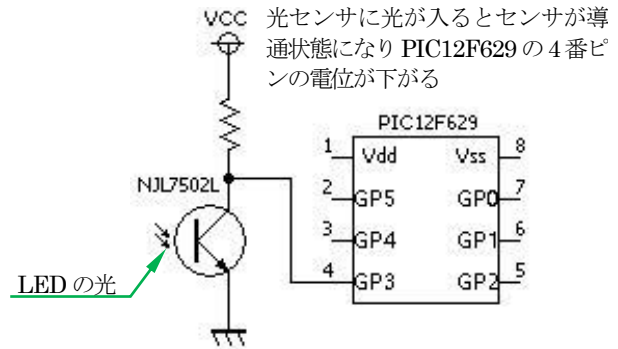 VCC
光センサに光が入るとセンサが導
通状態になり PIC12F629 の 4 番ピ
ンの電位が下がる
PIC12F629
1 Vdd Vss 8
NJL7502L
2 GP5 GP0 7
3 GP4 GP1 6
4 GP3 GP2 5
LED の光